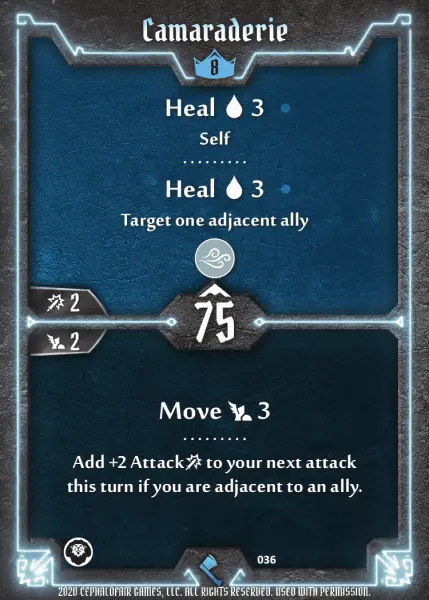 Camaraderie
8
Heal 3
Self
Heal 3
Target one adjacent ally
2
75
2
Move 3
Add +2 Attack to your next attack
this turn if you are adjacent to an ally.
036
2020 CEPHALOFAIR GAMES, LLC. ALL RIGHTS RESERVED. USED WITH PERMISSION.